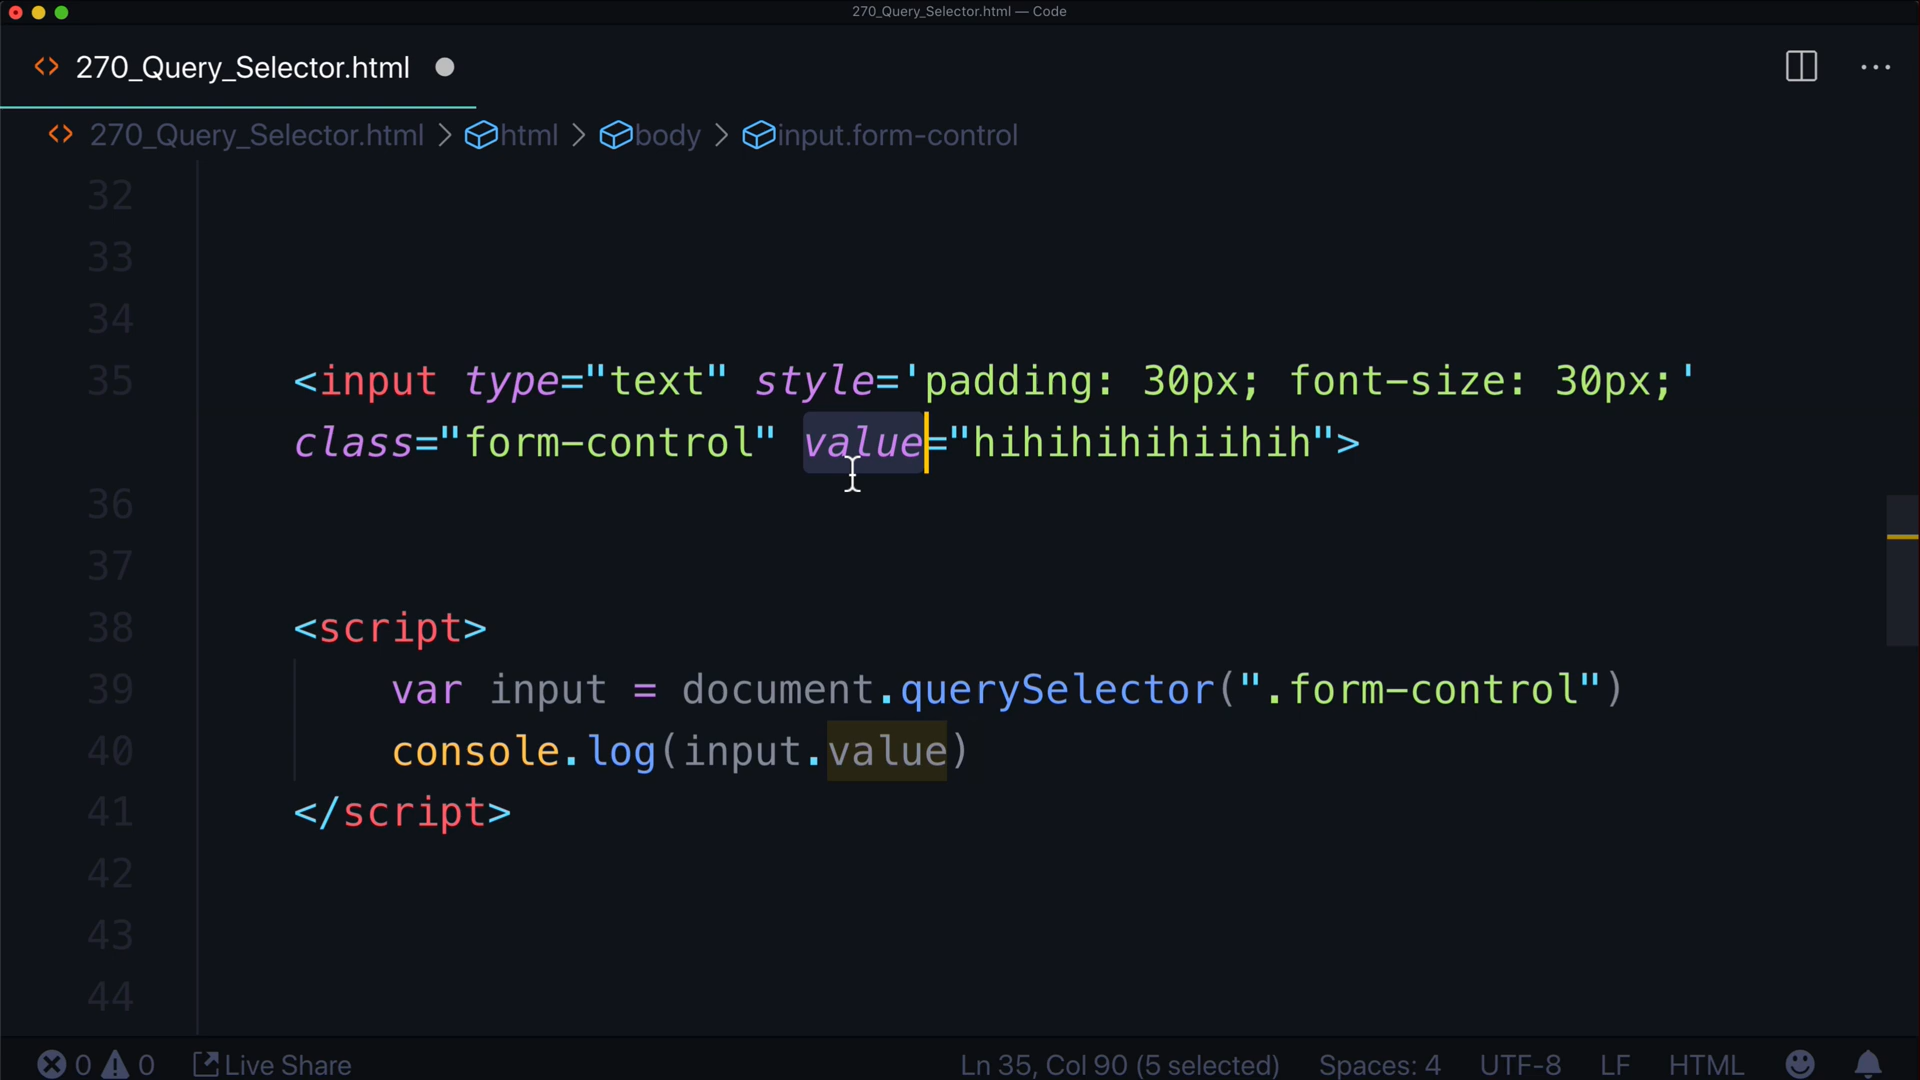 270_Query_Selector.html — Code
270_Query_Selector.html
270_Query_Selector.html > html > body > input.form-control
32
33
34
35 <input type="text" style='padding: 30px; font-size: 30px;'
class="form-control" value="hihihihihiihih">
36
37
38 <script>
39 var input = document.querySelector(".form-control")
40 console.log(input.value)
41 </script>
42
43
44
0 0 Live Share Ln 35, Col 90 (5 selected) Spaces: 4 UTF-8 LF HTML